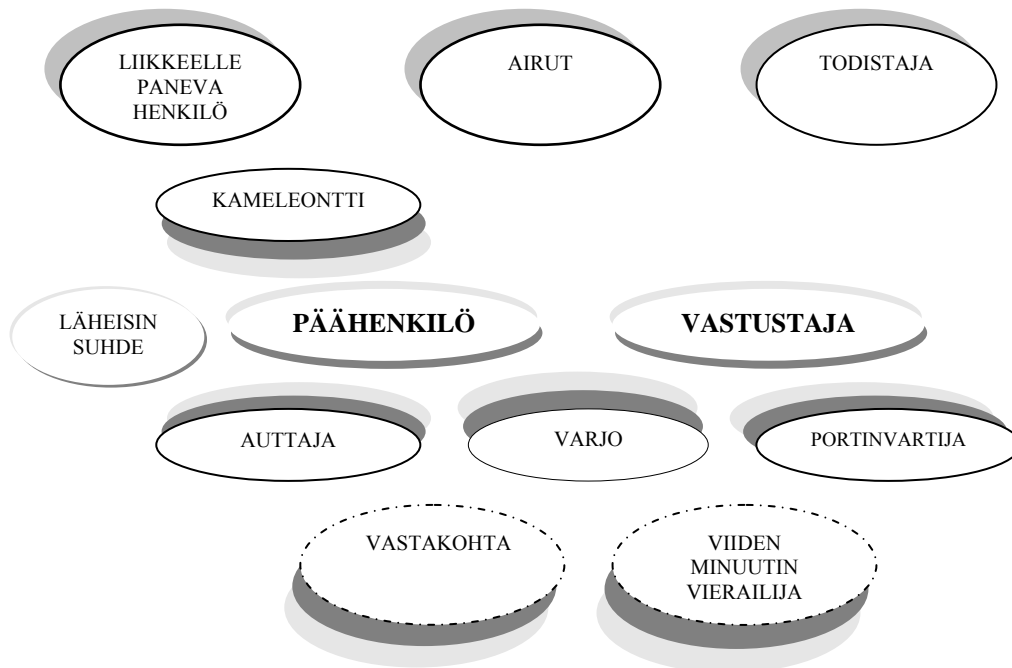 LIIKKEELLE
PANEVA
HENKILÖ
AIRUT
TODISTAJA
KAMELEONTTI
LÄHEISIN
SUHDE
PÄÄHENKILÖ
VASTUSTAJA
AUTTAJA
VARJO
PORTINVARTIJA
VASTAKOHTA
VIIDEN
MINUUTIN
VIERAILIJA